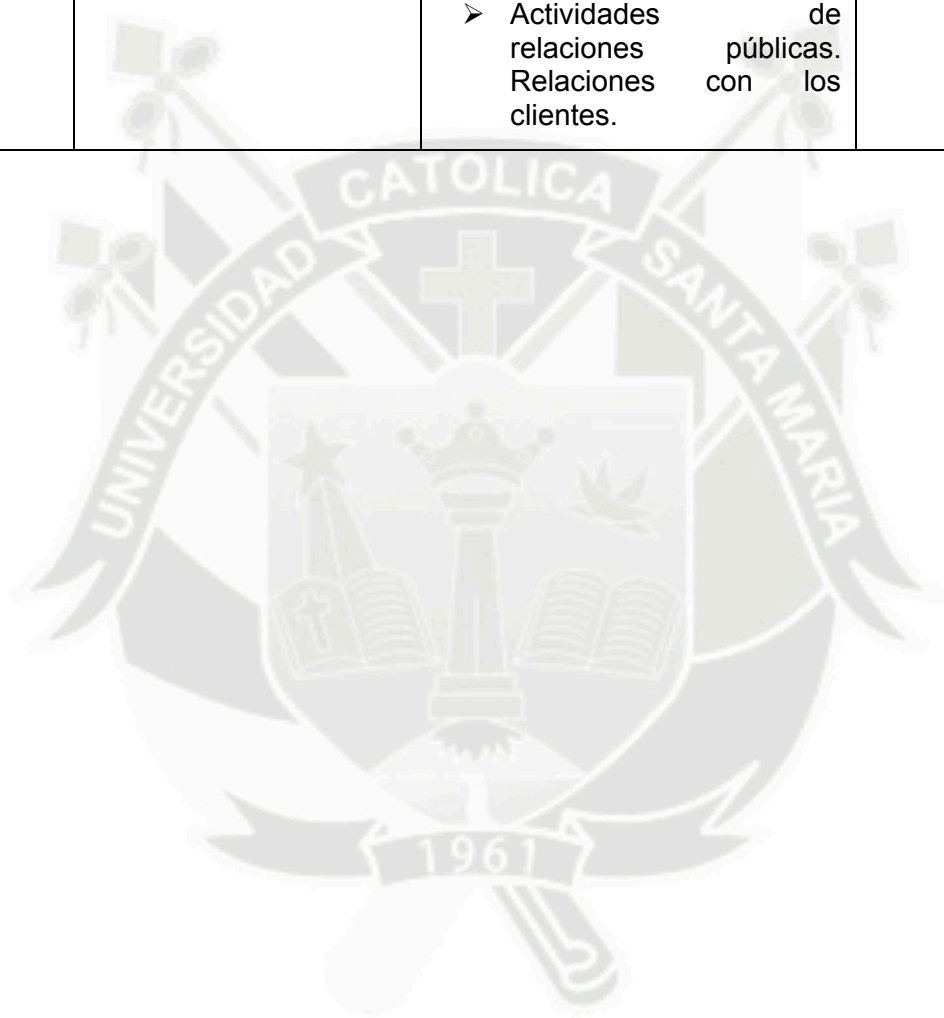 ➢ Actividades de
relaciones públicas.
Relaciones con los
clientes.
UNIVERSIDAD CATOLICA SANTA MARIA
1961